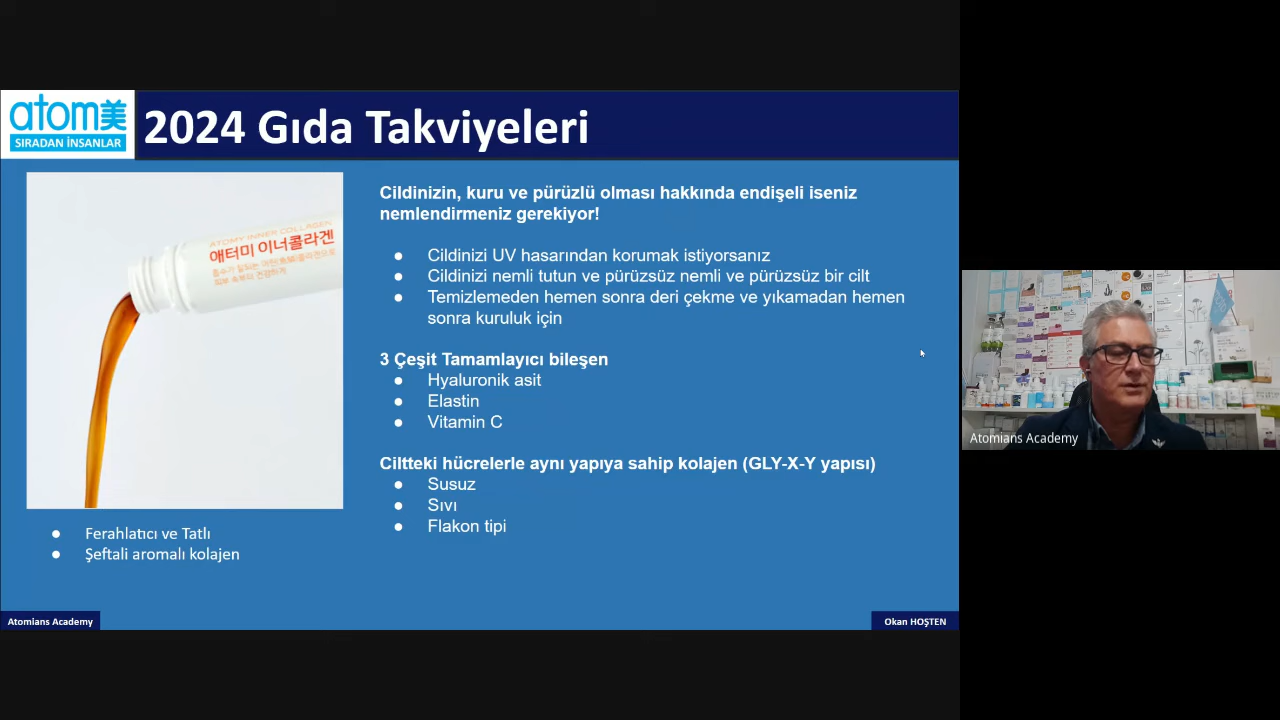 atom美
SIRADAN İNSANLAR
2024 Gıda Takviyeleri
ATOMY INNER COLLAGEN
애터미 이너콜라겐
Cildinizin, kuru ve pürüzlü olması hakkında endişeli iseniz
nemlendirmeniz gerekiyor!
● Cildinizi UV hasarından korumak istiyorsanız
● Cildinizi nemli tutun ve pürüzsüz nemli ve pürüzsüz bir cilt
● Temizlemeden hemen sonra deri çekme ve yıkamadan hemen
sonra kuruluk için
3 Çeşit Tamamlayıcı bileşen
● Hyaluronik asit
● Elastin
● Vitamin C
Ciltteki hücrelerle aynı yapıya sahip kolajen (GLY-X-Y yapısı)
● Susuz
● Sıvı
● Flakon tipi
● Ferahlatıcı ve Tatlı
● Şeftali aromalı kolajen
Atomians Academy
Okan HOŞTEN
Atomians Academy